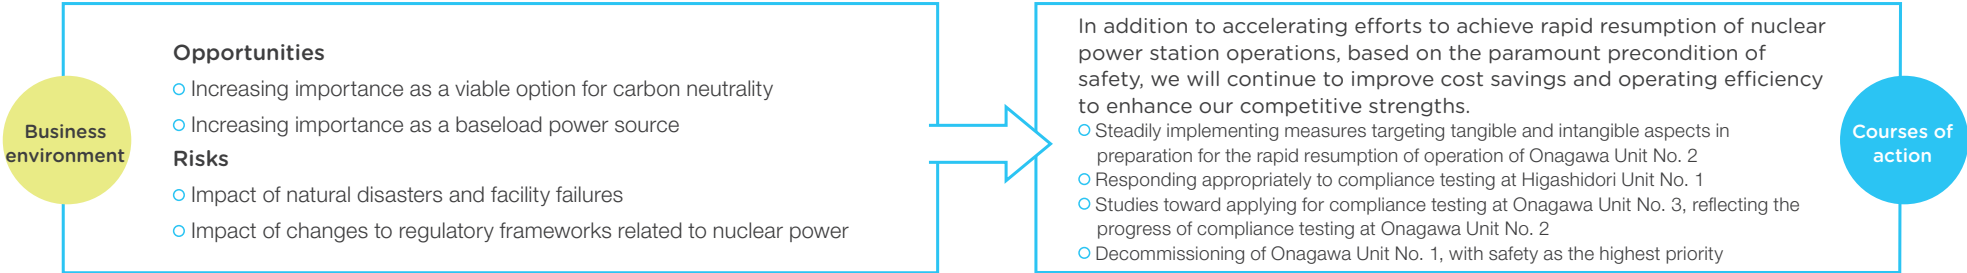 Business
environment
Opportunities
Increasing importance as a viable option for carbon neutrality
Increasing importance as a baseload power source
Risks
Impact of natural disasters and facility failures
Impact of changes to regulatory frameworks related to nuclear power
In addition to accelerating efforts to achieve rapid resumption of nuclear
power station operations, based on the paramount precondition of
safety, we will continue to improve cost savings and operating efficiency
to enhance our competitive strengths.
Steadily implementing measures targeting tangible and intangible aspects in
preparation for the rapid resumption of operation of Onagawa Unit No. 2
Responding appropriately to compliance testing at Higashidori Unit No. 1
Studies toward applying for compliance testing at Onagawa Unit No. 3, reflecting the
progress of compliance testing at Onagawa Unit No. 2
Decommissioning of Onagawa Unit No. 1, with safety as the highest priority
Courses of
action